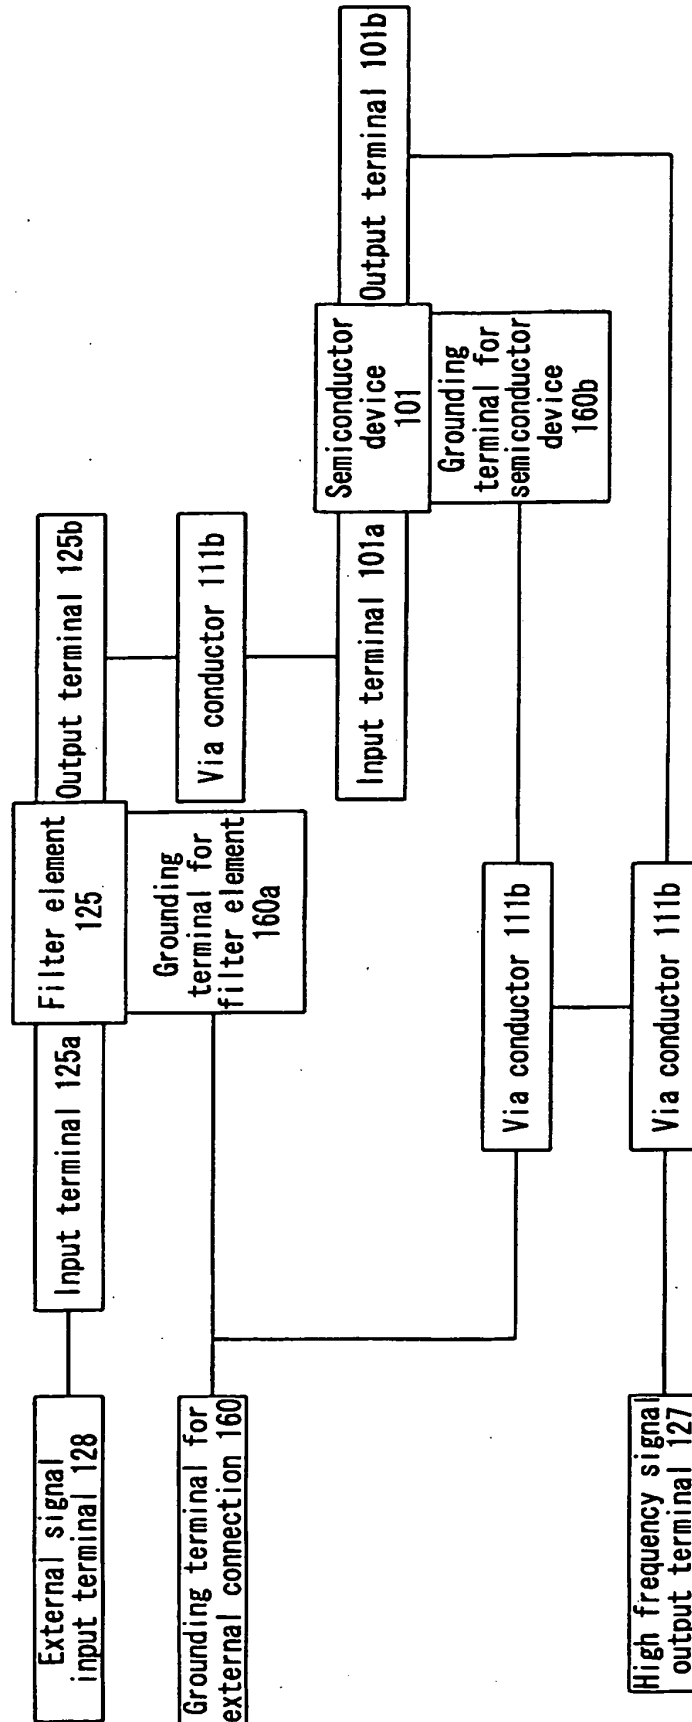 External signal
input terminal 128
Input terminal 125a
Filter element
125
Output terminal 125b
Grounding terminal for
external connection 160
Grounding
terminal for
filter element
160a
Via conductor 111b
Input terminal 101a
Semiconductor
device
101
Output terminal 101b
Grounding
terminal for
semiconductor
device
160b
Via conductor 111b
High frequency signal
output terminal 127
Via conductor 111b